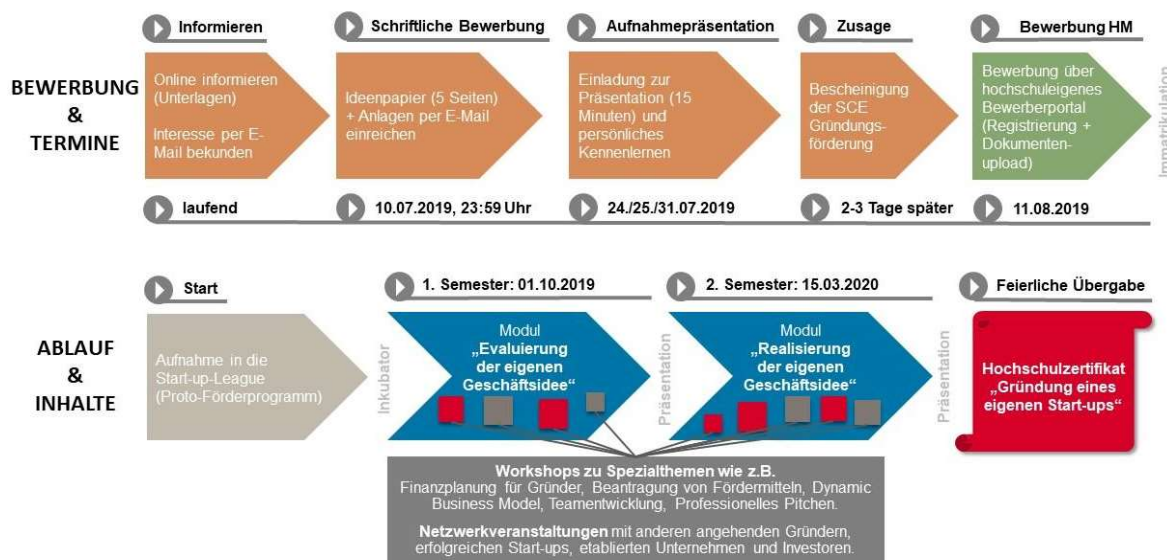 Informieren
Schriftliche Bewerbung
Aufnahmepräsentation
Zusage
Bewerbung HM
BEWERBUNG
&
TERMINE
Online informieren
(Unterlagen)
Interesse per E-
Mail bekunden
Ideenpapier (5 Seiten)
+ Anlagen per E-Mail
einreichen
Einladung zur
Präsentation (15
Minuten) und
persönliches
Kennenlernen
Bescheinigung
der SCE
Gründungs-
förderung
Bewerbung über
hochschuleigenes
Bewerberportal
(Registrierung +
Dokumenten-
upload)
Immatrikulation
laufend
10.07.2019, 23:59 Uhr
24./25./31.07.2019
2-3 Tage später
11.08.2019
Start
1. Semester: 01.10.2019
2. Semester: 15.03.2020
Feierliche Übergabe
ABLAUF
&
INHALTE
Aufnahme in die
Start-up-League
(Proto-Förderprogramm)
Inkubator
Modul
„Evaluierung
der eigenen
Geschäftsidee“
Präsentation
Modul
„Realisierung
der eigenen
Geschäftsidee“
Präsentation
Hochschulzertifikat
„Gründung eines
eigenen Start-ups“
Workshops zu Spezialthemen wie z.B.
Finanzplanung für Gründer, Beantragung von Fördermitteln, Dynamic
Business Model, Teamentwicklung, Professionelles Pitchen.
Netzwerkveranstaltungen mit anderen angehenden Gründern,
erfolgreichen Start-ups, etablierten Unternehmen und Investoren.